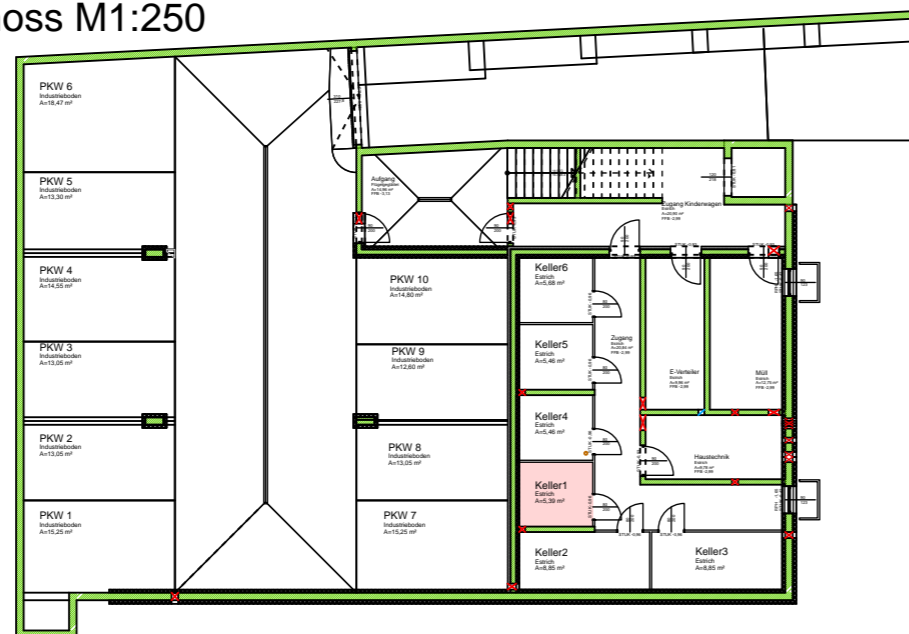 oss M1:250
PKW 6
Industrieboden
A=18,47 m²
PKW 5
Industrieboden
A=13,30 m²
PKW 4
Industrieboden
A=14,55 m²
PKW 3
Industrieboden
A=13,05 m²
PKW 2
Industrieboden
A=13,05 m²
PKW 1
Industrieboden
A=15,25 m²
PKW 10
Industrieboden
A=14,80 m²
PKW 9
Industrieboden
A=12,60 m²
PKW 8
Industrieboden
A=13,05 m²
PKW 7
Industrieboden
A=15,25 m²
Aufgang
Zugang Kinderwagen
Estrich
Keller6
Estrich
A=5,68 m²
Keller5
Estrich
A=5,46 m²
Keller4
Estrich
A=5,46 m²
Keller1
Estrich
A=5,39 m²
Keller2
Estrich
A=8,85 m²
Keller3
Estrich
A=8,85 m²
Zugang
Estrich
E-Verteiler
Estrich
Müll
Estrich
Haustechnik
Estrich